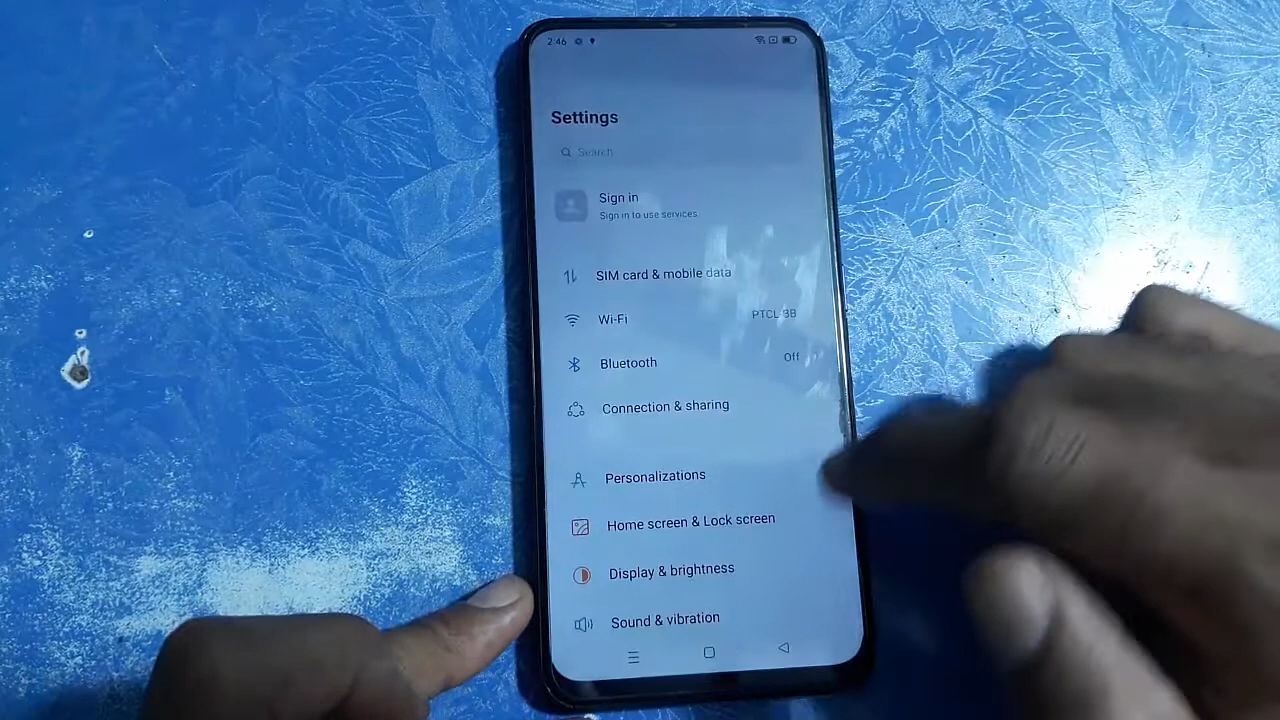 2:46
Settings
Search
Sign in
Sign in to use services
SIM card & mobile data
Wi-Fi
PTCL BB
Bluetooth
Off
Connection & sharing
Personalizations
Home screen & Lock screen
Display & brightness
Sound & vibration